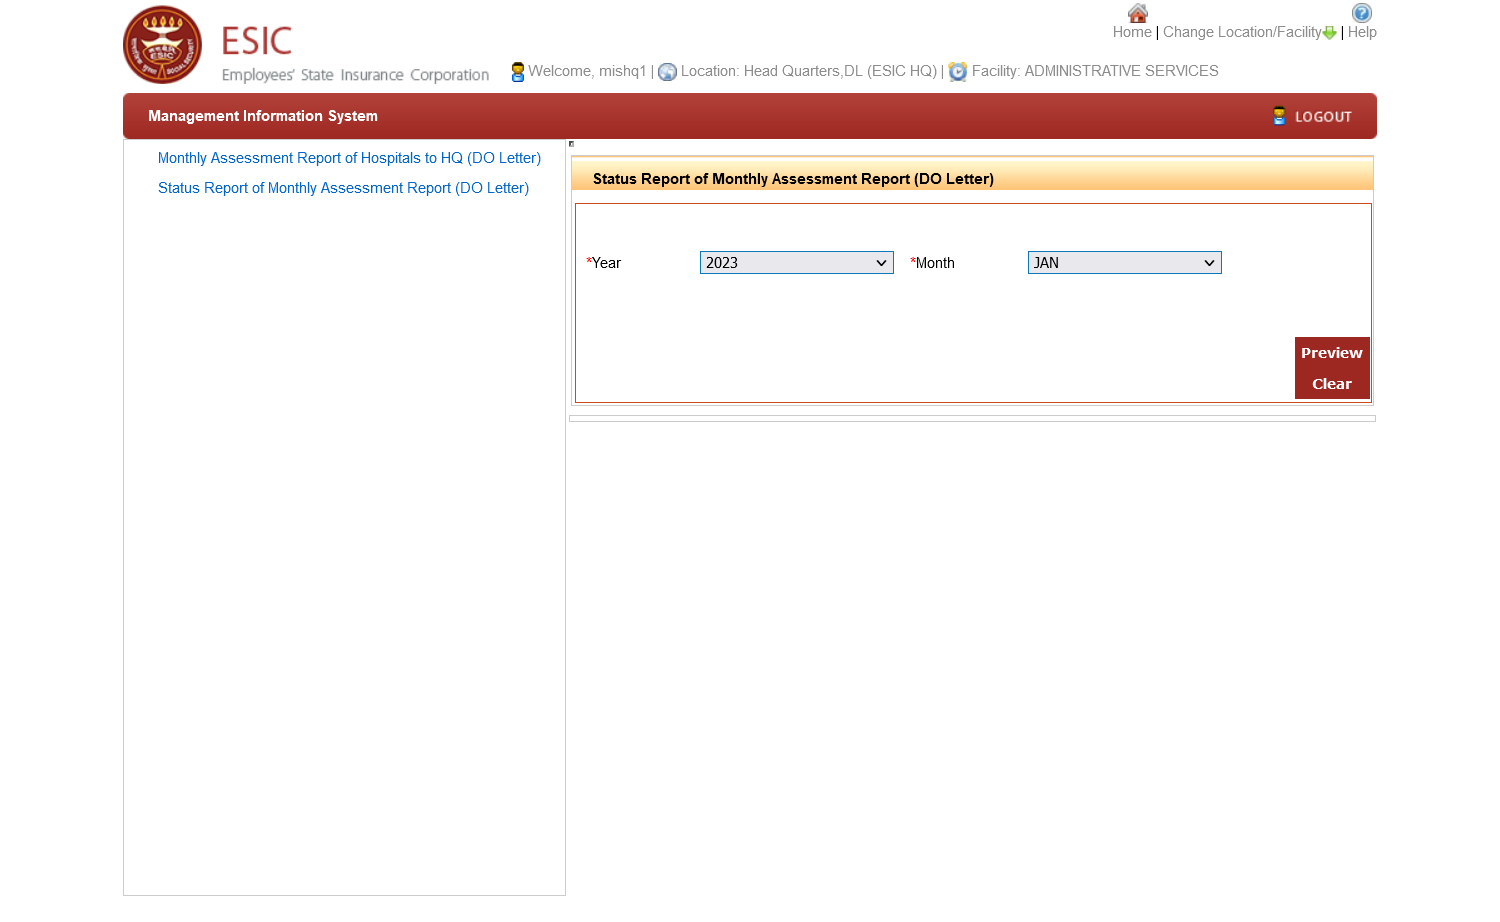 Home | Change Location/Facility | Help
ESIC
Employees' State Insurance Corporation
Welcome, mishq1 | Location: Head Quarters,DL (ESIC HQ) | Facility: ADMINISTRATIVE SERVICES
Management Information System
LOGOUT
Monthly Assessment Report of Hospitals to HQ (DO Letter)
Status Report of Monthly Assessment Report (DO Letter)
Status Report of Monthly Assessment Report (DO Letter)
*Year 2023 *Month JAN
Preview
Clear